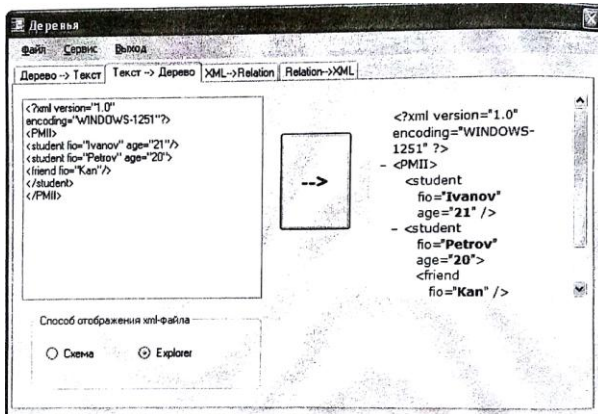 Деревья
Файл Сервис Выход
Дерево -> Текст Текст -> Дерево XML-->Relation Relation-->XML
<?xml version="1.0"
encoding="WINDOWS-1251"?>
<PMII>
<student fio="Ivanov" age="21"/>
<student fio="Petrov" age="20">
<friend fio="Kan"/>
</student>
</PMII>
-->
<?xml version="1.0"
encoding="WINDOWS-
1251" ?>
- <PMII>
<student
fio="Ivanov"
age="21" />
- <student
fio="Petrov"
age="20">
<friend
fio="Kan" />
Способ отображения xml-файла
Схема Explorer